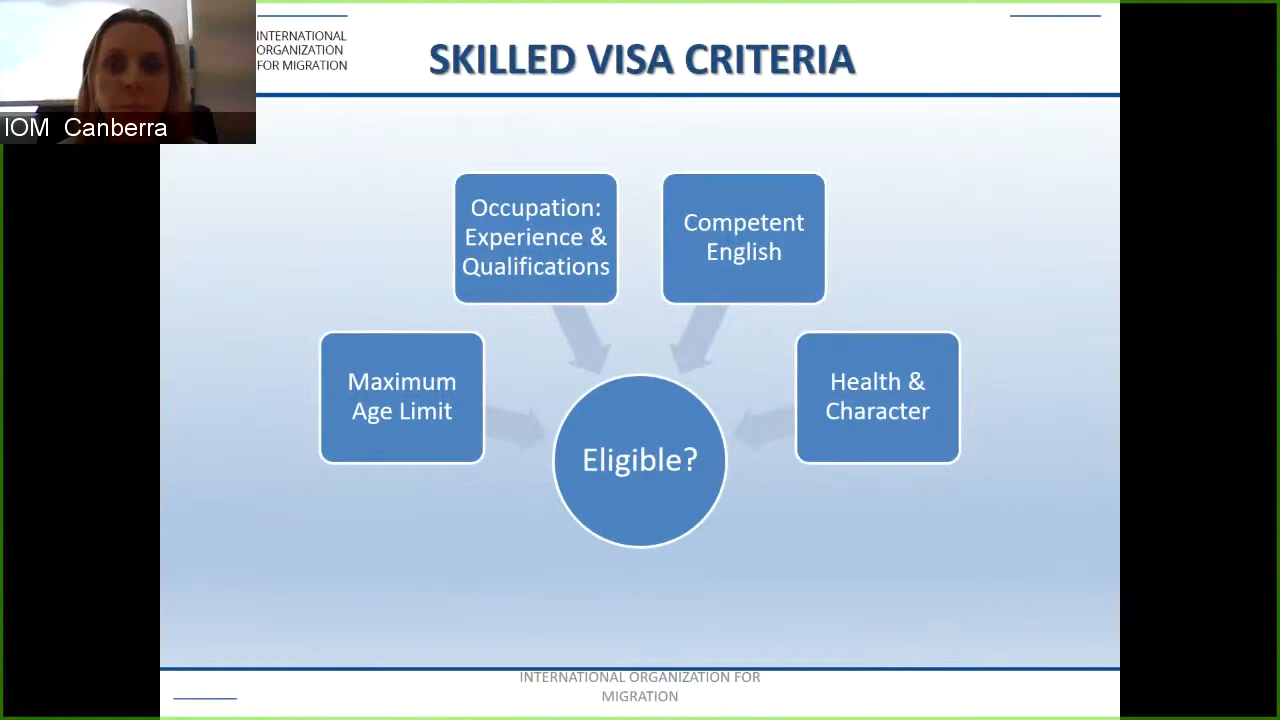 INTERNATIONAL
ORGANIZATION
FOR MIGRATION
SKILLED VISA CRITERIA
IOM Canberra
Occupation:
Experience &
Qualifications
Competent
English
Maximum
Age Limit
Health &
Character
Eligible?
INTERNATIONAL ORGANIZATION FOR
MIGRATION